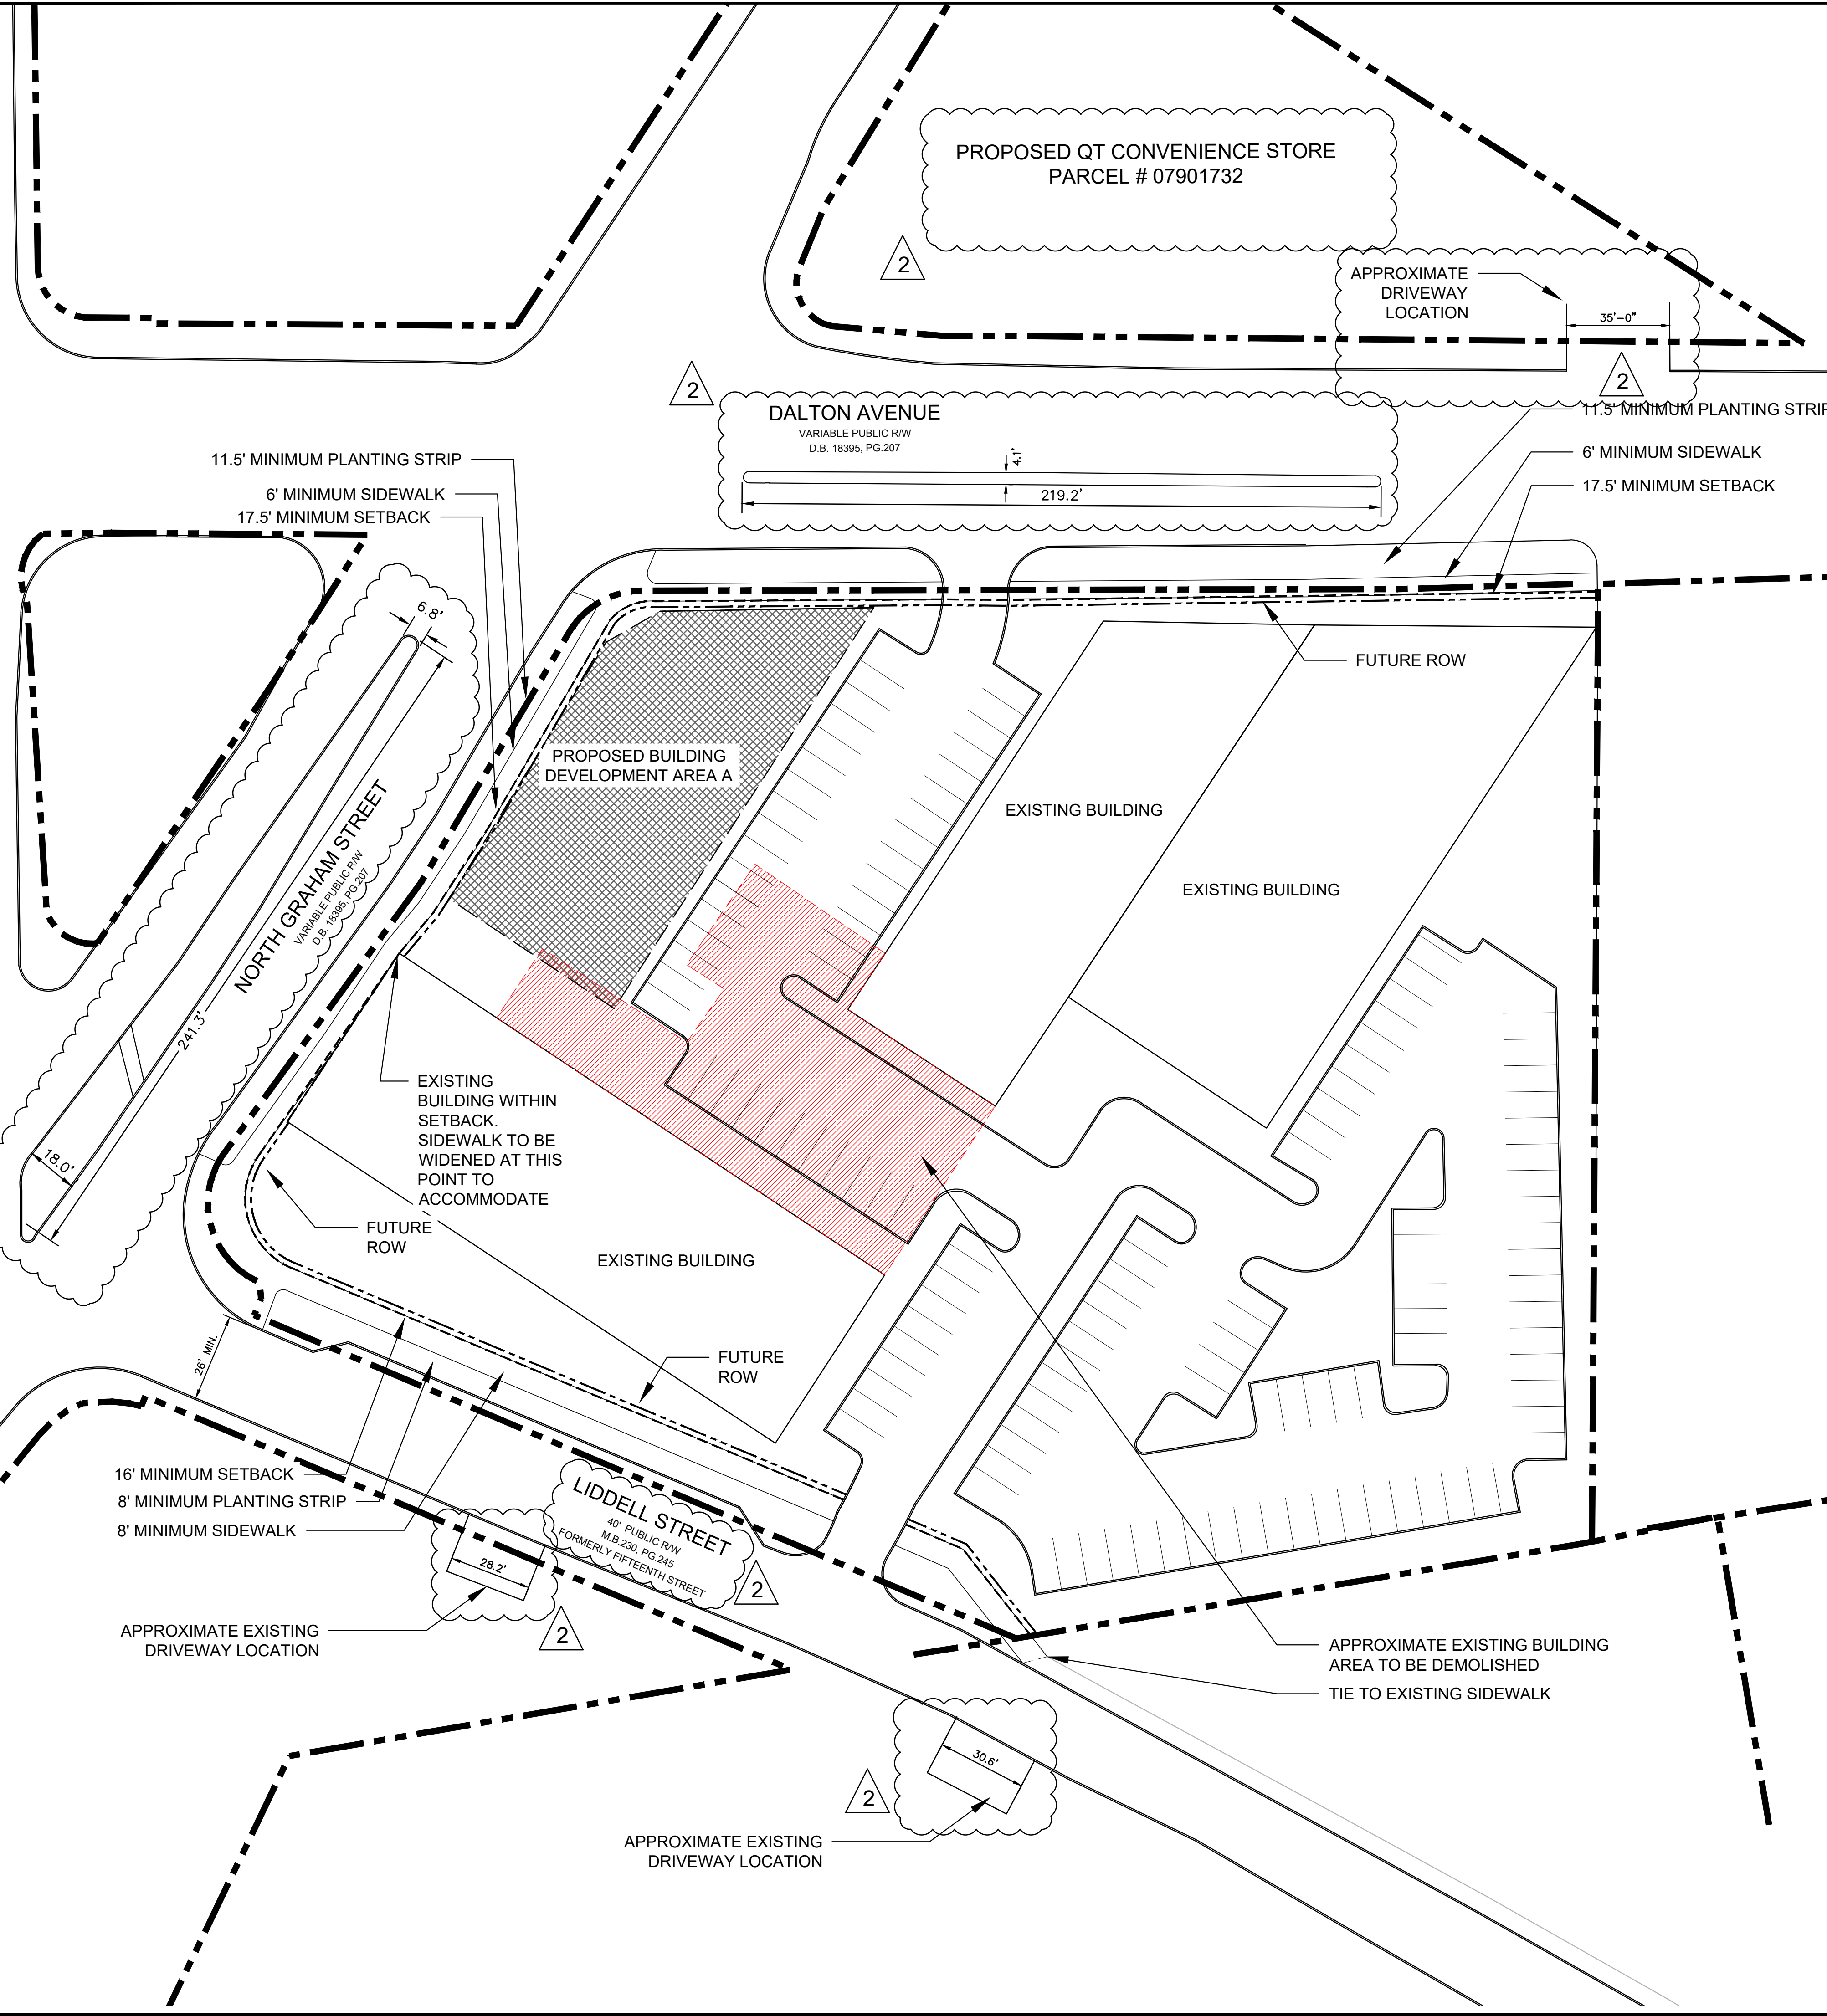 PROPOSED QT CONVENIENCE STORE
PARCEL # 07901732
2
APPROXIMATE
DRIVEWAY
LOCATION
35'-0"
2
2
DALTON AVENUE
VARIABLE PUBLIC R/W
D.B. 18395, PG.207
4.1'
219.2'
11.5' MINIMUM PLANTING STRIP
6' MINIMUM SIDEWALK
17.5' MINIMUM SETBACK
11.5' MINIMUM PLANTING STRIP
6' MINIMUM SIDEWALK
17.5' MINIMUM SETBACK
6.8'
FUTURE ROW
PROPOSED BUILDING
DEVELOPMENT AREA A
EXISTING BUILDING
EXISTING BUILDING
NORTH GRAHAM STREET
VARIABLE PUBLIC R/W
D.B. 18395, PG.207
241.3'
18.0'
EXISTING
BUILDING WITHIN
SETBACK.
SIDEWALK TO BE
WIDENED AT THIS
POINT TO
ACCOMMODATE
FUTURE
ROW
EXISTING BUILDING
26' MIN.
FUTURE
ROW
16' MINIMUM SETBACK
8' MINIMUM PLANTING STRIP
8' MINIMUM SIDEWALK
LIDDELL STREET
40' PUBLIC R/W
M.B.230, PG.245
FORMERLY FIFTEENTH STREET
28.2'
2
2
APPROXIMATE EXISTING
DRIVEWAY LOCATION
APPROXIMATE EXISTING BUILDING
AREA TO BE DEMOLISHED
TIE TO EXISTING SIDEWALK
30.6'
2
APPROXIMATE EXISTING
DRIVEWAY LOCATION